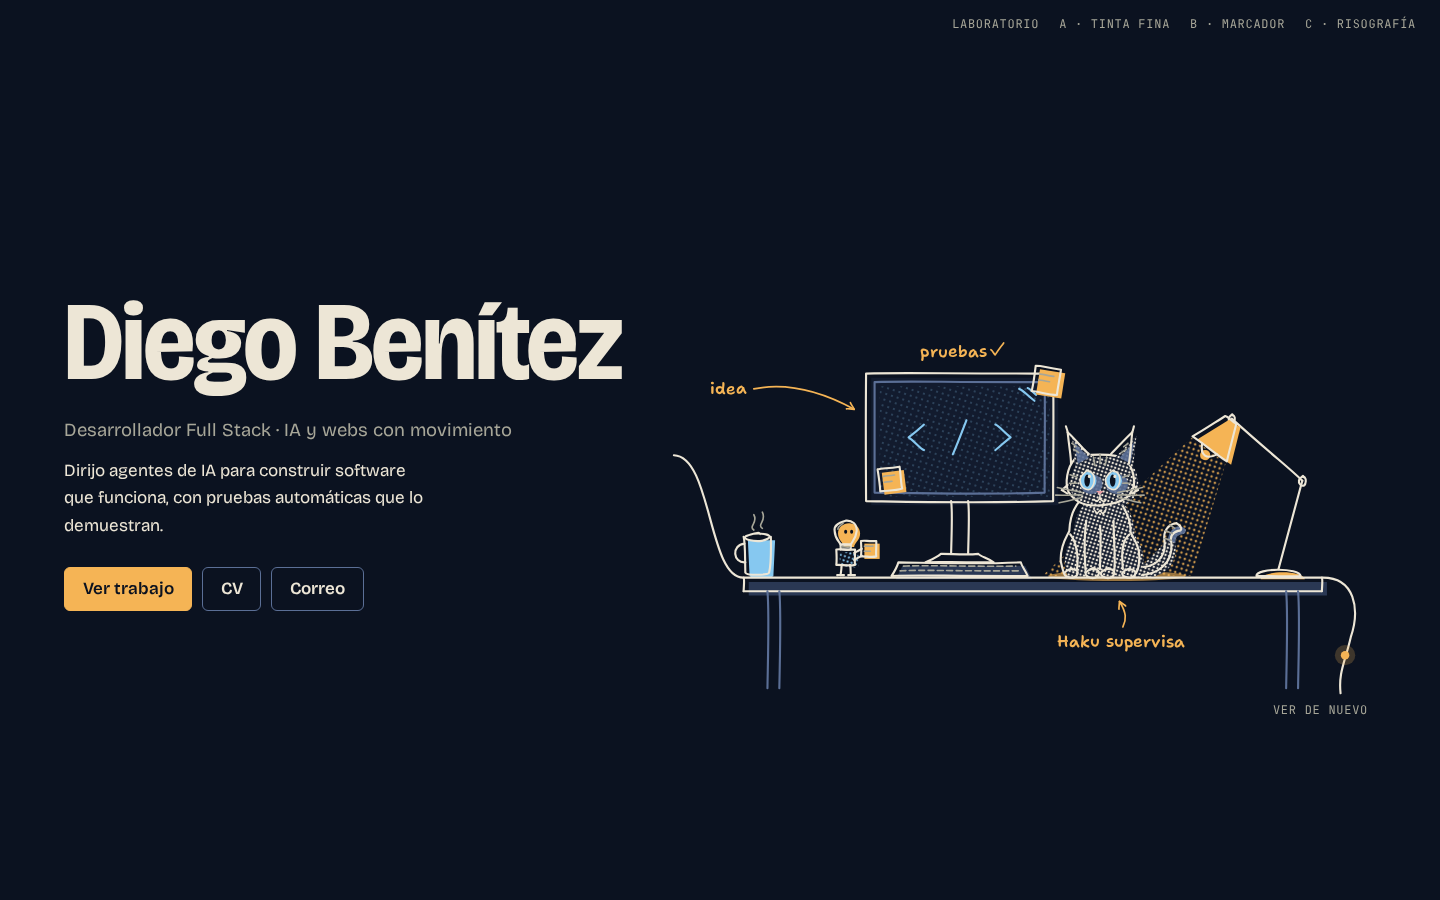 LABORATORIO A · TINTA FINA B · MARCADOR C · RISOGRAFÍA
Diego Benítez
Desarrollador Full Stack · IA y webs con movimiento
Dirijo agentes de IA para construir software
que funciona, con pruebas automáticas que lo
demuestran.
Ver trabajo CV Correo
pruebas✓
idea
</>
Haku supervisa
VER DE NUEVO